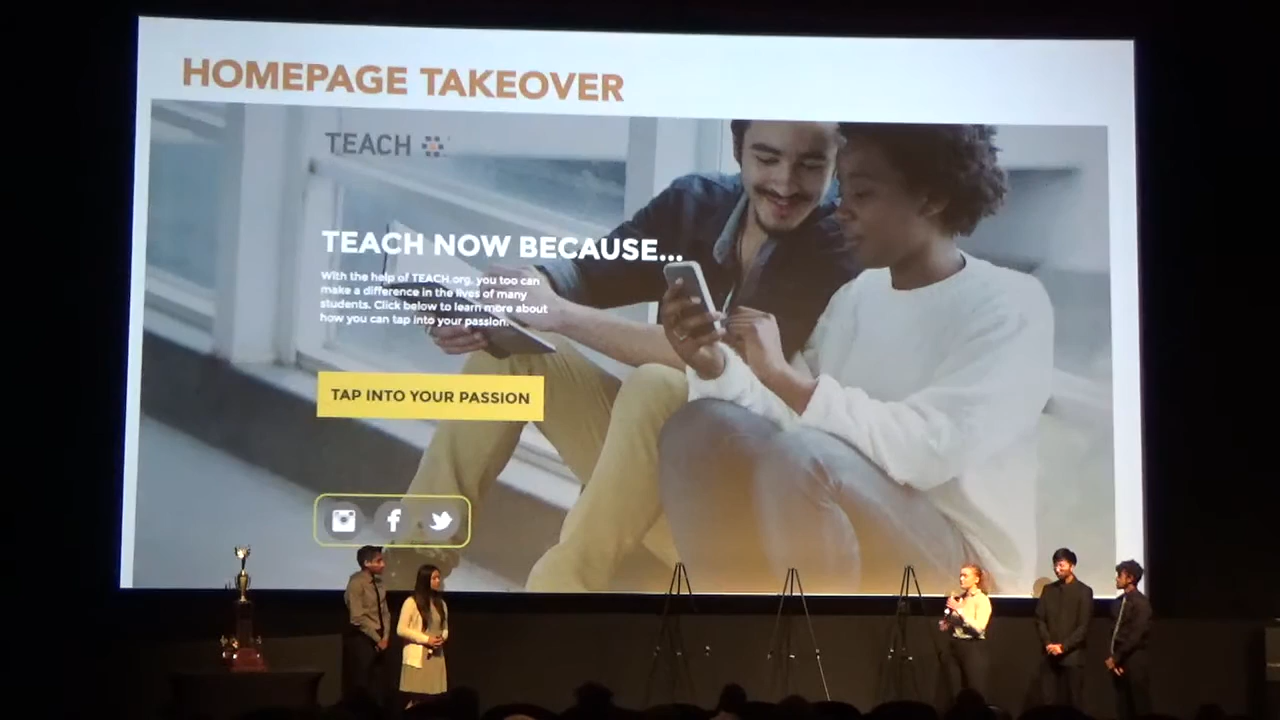 HOMEPAGE TAKEOVER
TEACH
TEACH NOW BECAUSE...
With the help of TEACH.org, you too can
make a difference in the lives of many
students. Click below to learn more about
how you can tap into your passion.
TAP INTO YOUR PASSION